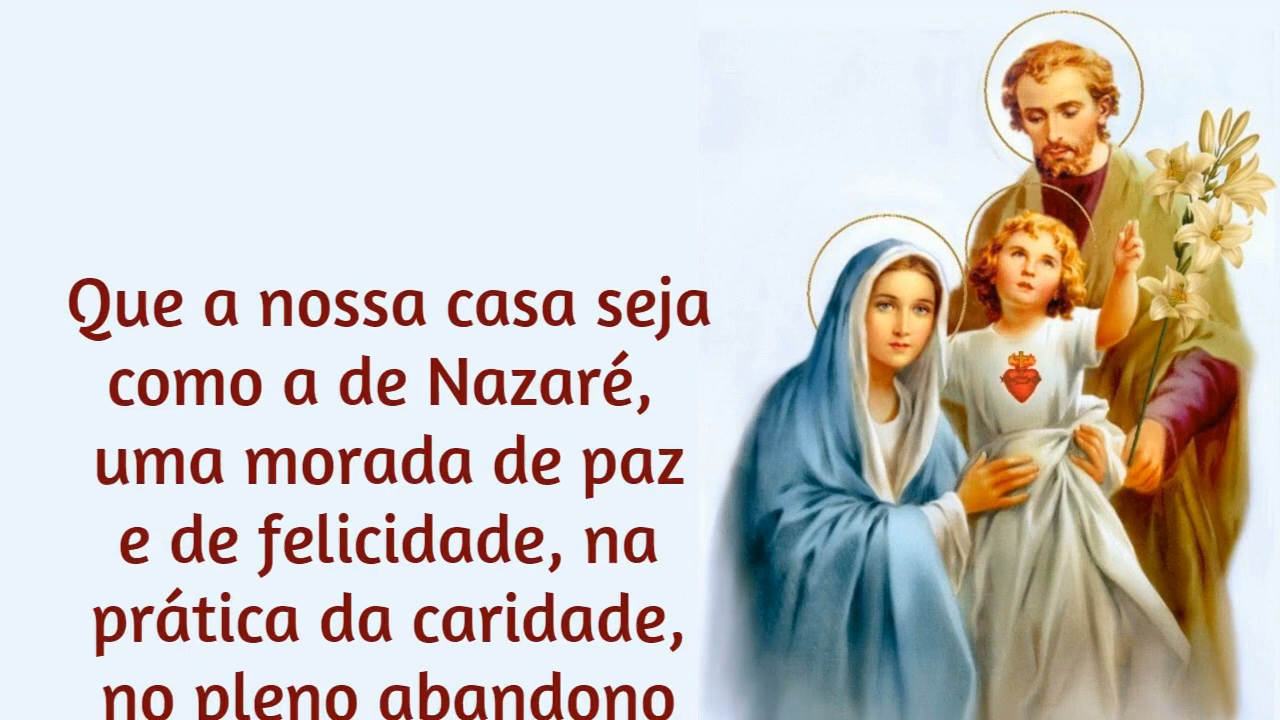 Que a nossa casa seja
como a de Nazaré,
uma morada de paz
e de felicidade, na
prática da caridade,
no pleno abandono